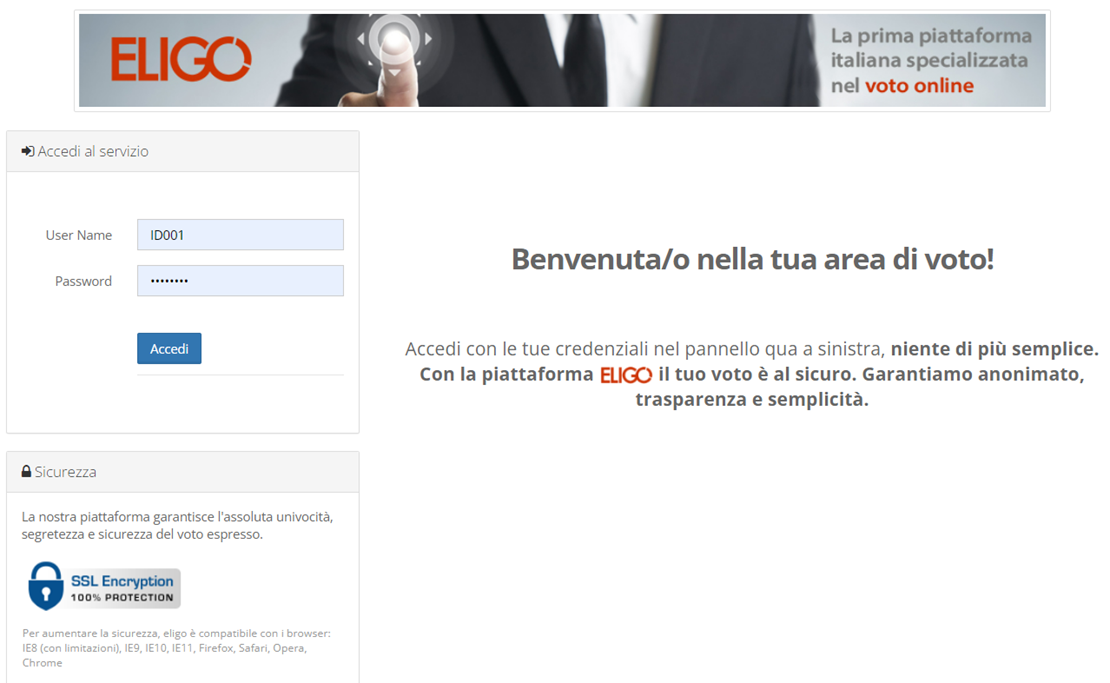 ELIGO
La prima piattaforma
italiana specializzata
nel voto online
Accedi al servizio
User Name
ID001
Password
••••••••
Accedi
Benvenuta/o nella tua area di voto!
Accedi con le tue credenziali nel pannello qua a sinistra, niente di più semplice.
Con la piattaforma ELIGO il tuo voto è al sicuro. Garantiamo anonimato,
trasparenza e semplicità.
Sicurezza
La nostra piattaforma garantisce l'assoluta univocità,
segretezza e sicurezza del voto espresso.
SSL Encryption
100% PROTECTION
Per aumentare la sicurezza, eligo è compatibile con i browser:
IE8 (con limitazioni), IE9, IE10, IE11, Firefox, Safari, Opera,
Chrome